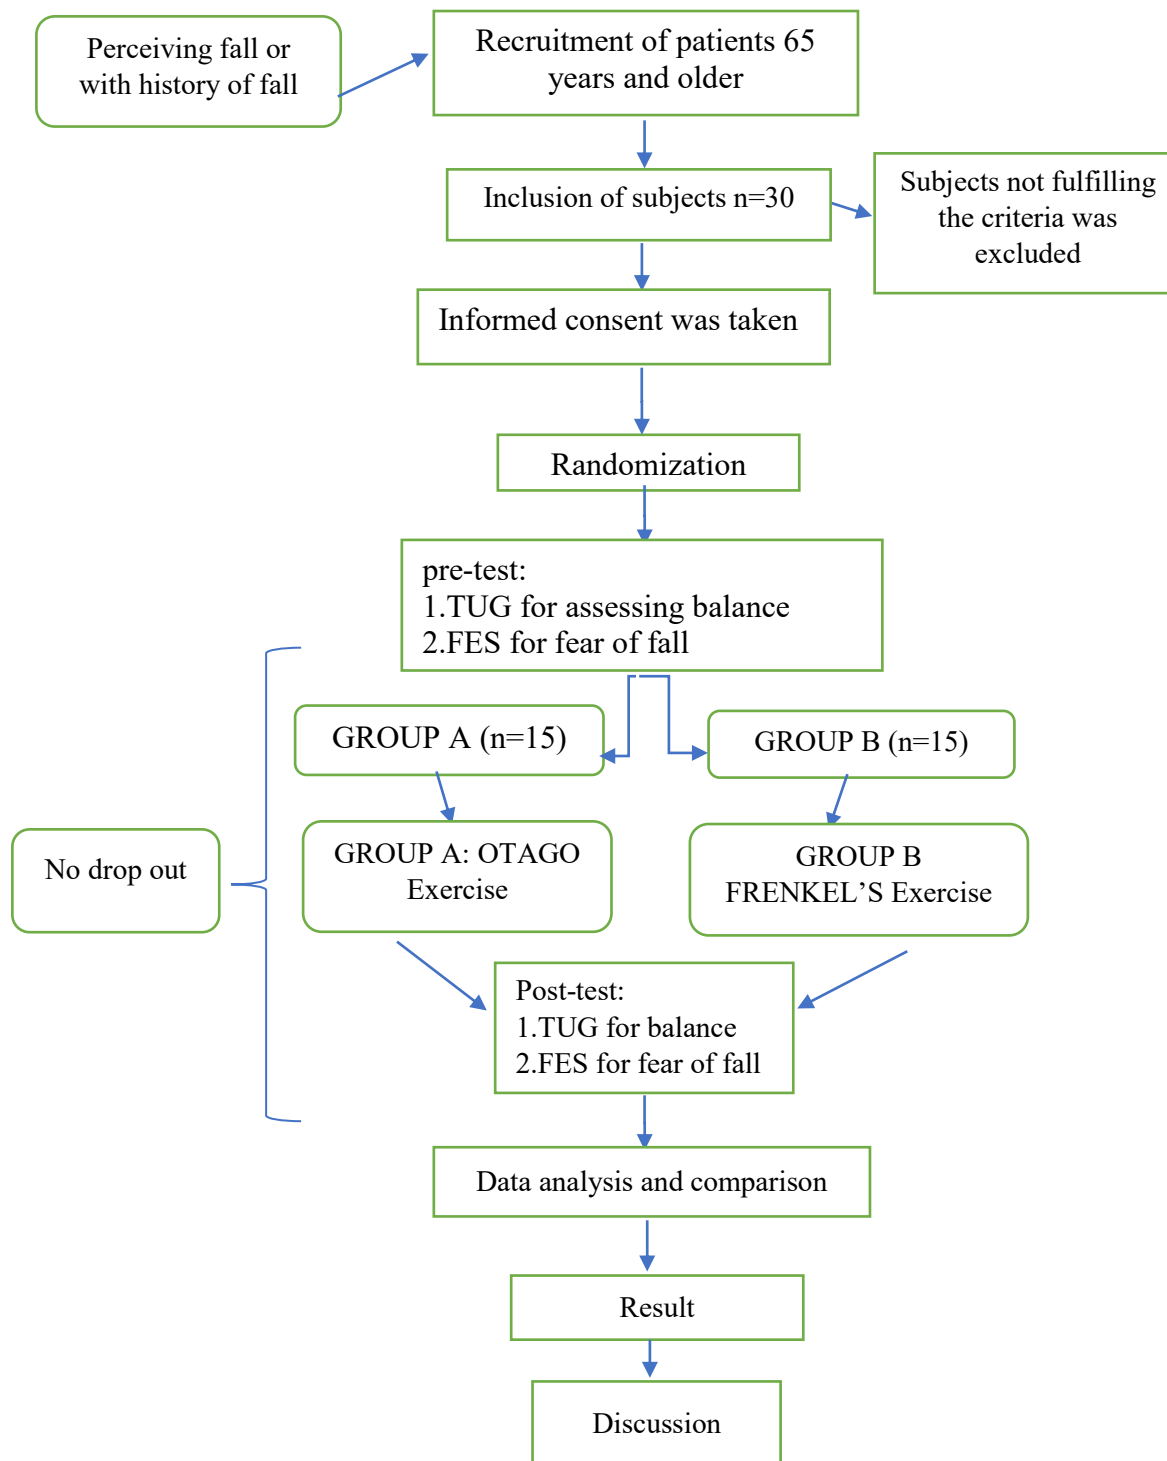 Perceiving fall or
with history of fall
Recruitment of patients 65
years and older
Inclusion of subjects n=30
Subjects not fulfilling
the criteria was
excluded
Informed consent was taken
Randomization
pre-test:
1.TUG for assessing balance
2.FES for fear of fall
GROUP A (n=15)
GROUP B (n=15)
No drop out
GROUP A: OTAGO
Exercise
GROUP B
FRENKEL’S Exercise
Post-test:
1.TUG for balance
2.FES for fear of fall
Data analysis and comparison
Result
Discussion